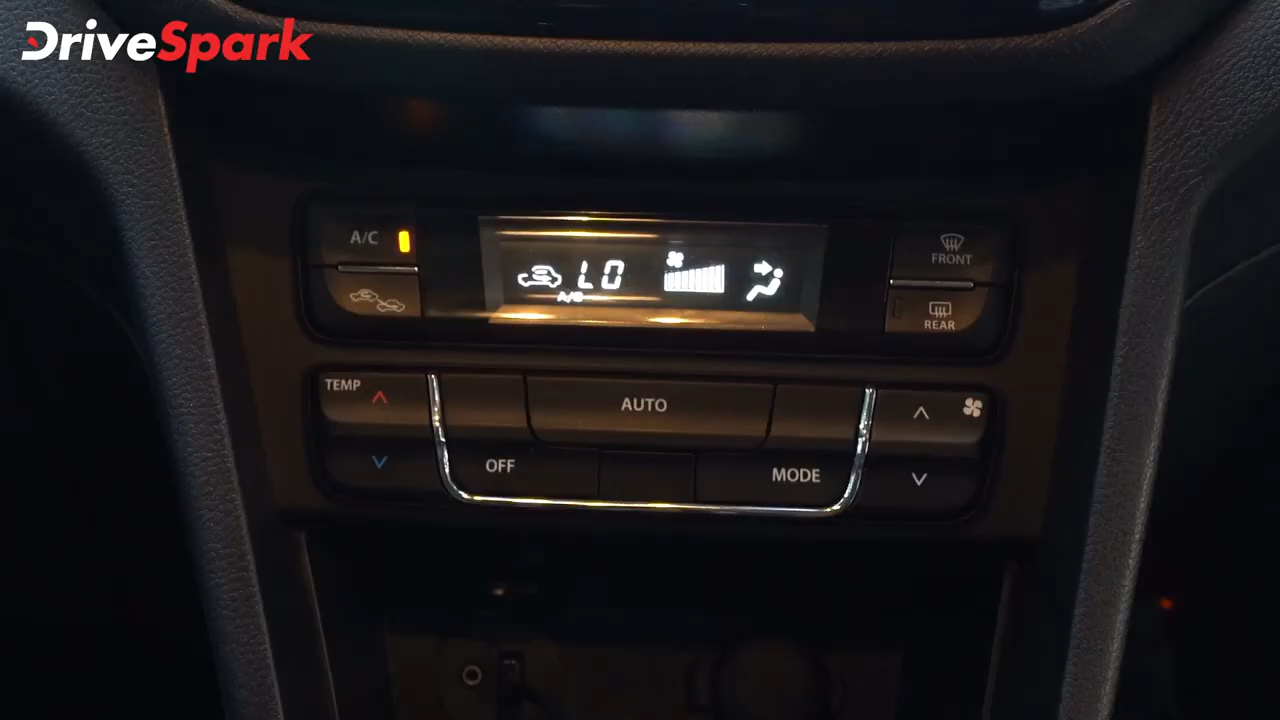 DriveSpark
A/C
LO
A/C
FRONT
REAR
TEMP
AUTO
OFF
MODE